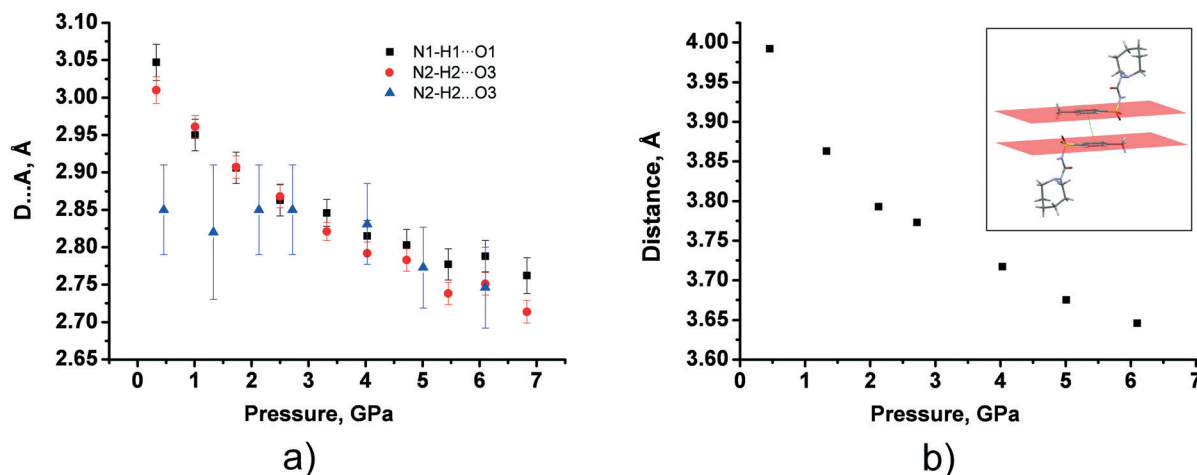 3.10
3.05
3.00
2.95
2.90
2.85
2.80
2.75
2.70
2.65
D...A, Å
N1-H1···O1
N2-H2···O3
N2-H2...O3
0 1 2 3 4 5 6 7
Pressure, GPa
a)
4.00
3.95
3.90
3.85
3.80
3.75
3.70
3.65
3.60
Distance, Å
0 1 2 3 4 5 6 7
Pressure, GPa
b)